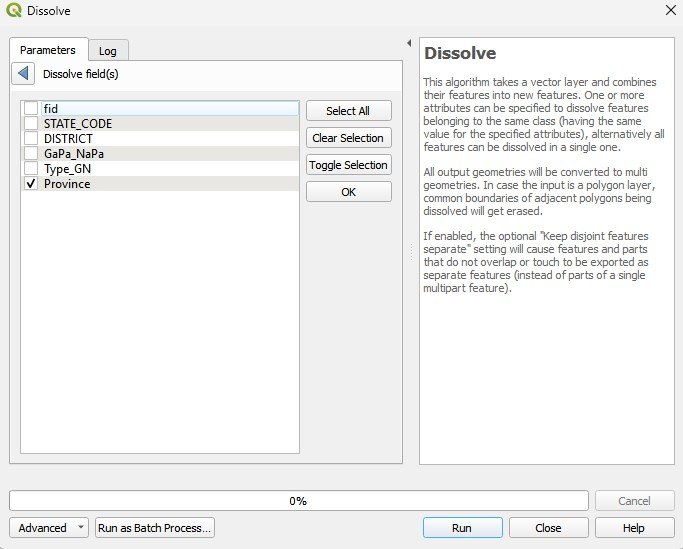 Dissolve
Parameters
Log
Dissolve field(s)
fid
STATE_CODE
DISTRICT
GaPa_NaPa
Type_GN
Province
Select All
Clear Selection
Toggle Selection
OK
Dissolve
This algorithm takes a vector layer and combines
their features into new features. One or more
attributes can be specified to dissolve features
belonging to the same class (having the same
value for the specified attributes), alternatively all
features can be dissolved in a single one.
All output geometries will be converted to multi
geometries. In case the input is a polygon layer,
common boundaries of adjacent polygons being
dissolved will get erased.
If enabled, the optional "Keep disjoint features
separate" setting will cause features and parts
that do not overlap or touch to be exported as
separate features (instead of parts of a single
multipart feature).
0%
Cancel
Advanced
Run as Batch Process...
Run
Close
Help